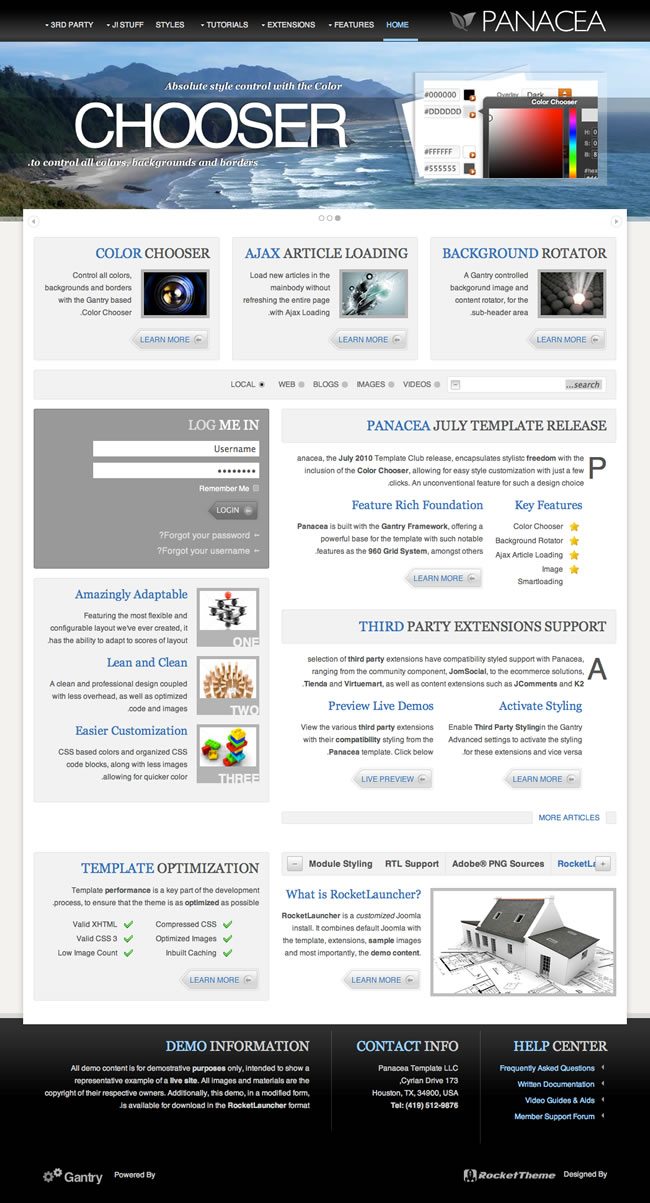 3RD PARTY J! STUFF STYLES TUTORIALS EXTENSIONS FEATURES HOME
PANACEA
Absolute style control with the Color
CHOOSER
.to control all colors, backgrounds and borders
#000000
Overlay
Dark
#DDDDDD
Color Chooser
#FFFFFF
#555555
H: 0
S: 0
B: 8
COLOR CHOOSER
Control all colors,
backgrounds and borders
with the Gantry based
.Color Chooser
LEARN MORE
AJAX ARTICLE LOADING
Load new articles in the
mainbody without
refreshing the entire page
.with Ajax Loading
LEARN MORE
BACKGROUND ROTATOR
A Gantry controlled
background image and
content rotator, for the
.sub-header area
LEARN MORE
LOCAL WEB BLOGS IMAGES VIDEOS
...search
LOG ME IN
Username
••••••••
Remember Me
LOGIN
?Forgot your password
?Forgot your username
Amazingly Adaptable
Featuring the most flexible and
configurable layout we've ever created, it
.has the ability to adapt to scores of layout
ONE
Lean and Clean
A clean and professional design coupled
with less overhead, as well as optimized
.code and images
TWO
Easier Customization
CSS based colors and organized CSS
code blocks, along with less images
.allowing for quicker color
THREE
PANACEA JULY TEMPLATE RELEASE
P
anacea, the July 2010 Template Club release, encapsulates stylistc freedom with the
inclusion of the Color Chooser, allowing for easy style customization with just a few
.clicks. An unconventional feature for such a design choice
Feature Rich Foundation
Panacea is built with the Gantry Framework, offering a
powerful base for the template with such notable
.features as the 960 Grid System, amongst others
LEARN MORE
Key Features
Color Chooser
Background Rotator
Ajax Article Loading
Image
Smartloading
THIRD PARTY EXTENSIONS SUPPORT
A
selection of third party extensions have compatibility styled support with Panacea,
ranging from the community component, JomSocial, to the ecommerce solutions,
.Tienda and Virtuemart, as well as content extensions such as JComments and K2
Preview Live Demos
View the various third party extensions
with their compatibility styling from the
.Panacea template. Click below
LIVE PREVIEW
Activate Styling
Enable Third Party Stylingin the Gantry
Advanced settings to activate the styling
.for these extensions and vice versa
LEARN MORE
MORE ARTICLES
TEMPLATE OPTIMIZATION
Template performance is a key part of the development
.process, to ensure that the theme is as optimized as possible
Valid XHTML Compressed CSS
Valid CSS 3 Optimized Images
Low Image Count Inbuilt Caching
LEARN MORE
Module Styling RTL Support Adobe® PNG Sources RocketLa
What is RocketLauncher?
RocketLauncher is a customized Joomla
install. It combines default Joomla with
the template, extensions, sample images
and most importantly, the demo content.
LEARN MORE
DEMO INFORMATION
All demo content is for demostrative purposes only, intended to show a
representative example of a live site. All images and materials are the
copyright of their respective owners. Additionally, this demo, in a modified form,
.is available for download in the RocketLauncher format
CONTACT INFO
Panacea Template LLC
,Cyrian Drive 173
Houston, TX, 34900, USA
Tel: (419) 512-9876
HELP CENTER
Frequently Asked Questions
Written Documentation
Video Guides & Aids
Member Support Forum
Gantry Powered By
RocketTheme Designed By